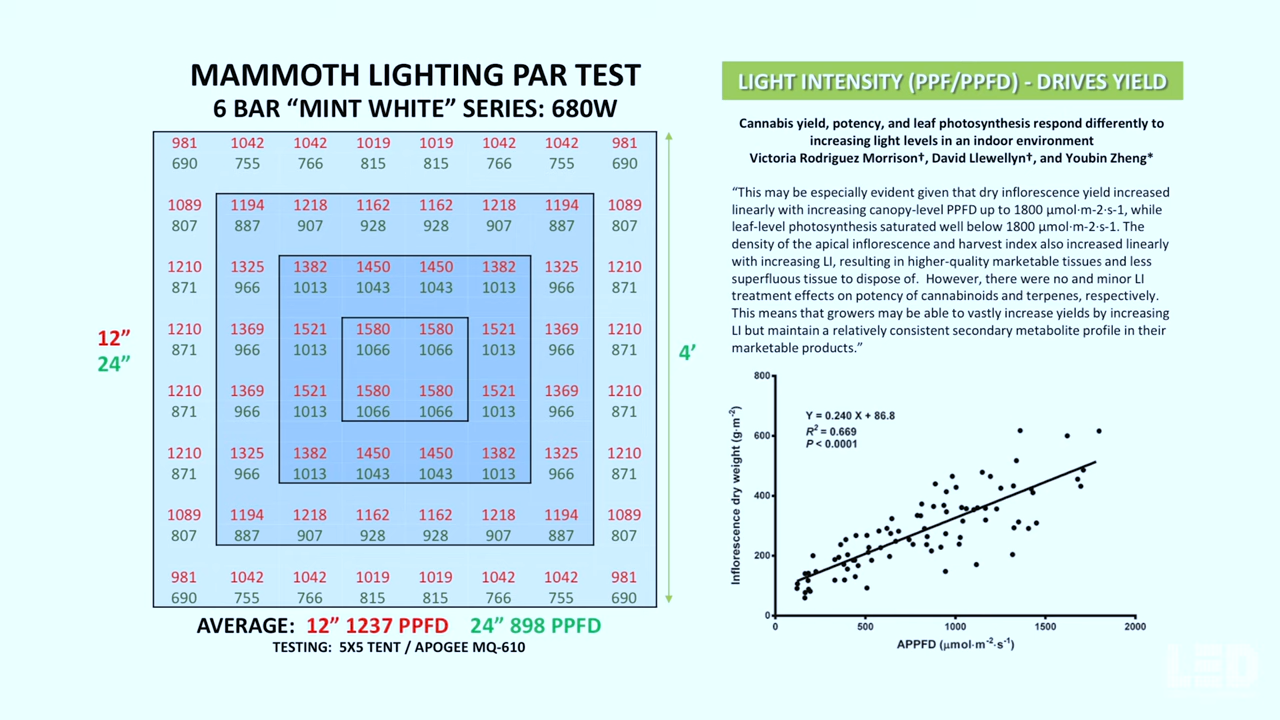 MAMMOTH LIGHTING PAR TEST
6 BAR “MINT WHITE” SERIES: 680W
981 1042 1042 1019 1019 1042 1042 981
690 755 766 815 815 766 755 690
1089 1194 1218 1162 1162 1218 1194 1089
807 887 907 928 928 907 887 807
1210 1325 1382 1450 1450 1382 1325 1210
871 966 1013 1043 1043 1013 966 871
1210 1369 1521 1580 1580 1521 1369 1210
871 966 1013 1066 1066 1013 966 871
1210 1369 1521 1580 1580 1521 1369 1210
871 966 1013 1066 1066 1013 966 871
1210 1325 1382 1450 1450 1382 1325 1210
871 966 1013 1043 1043 1013 966 871
1089 1194 1218 1162 1162 1218 1194 1089
807 887 907 928 928 907 887 807
981 1042 1042 1019 1019 1042 1042 981
690 755 766 815 815 766 755 690
12”
24”
4’
AVERAGE: 12” 1237 PPFD 24” 898 PPFD
TESTING: 5X5 TENT / APOGEE MQ-610
LIGHT INTENSITY (PPF/PPFD) - DRIVES YIELD
Cannabis yield, potency, and leaf photosynthesis respond differently to
increasing light levels in an indoor environment
Victoria Rodriguez Morrison†, David Llewellyn†, and Youbin Zheng*
“This may be especially evident given that dry inflorescence yield increased
linearly with increasing canopy-level PPFD up to 1800 µmol·m-2·s-1, while
leaf-level photosynthesis saturated well below 1800 µmol·m-2·s-1. The
density of the apical inflorescence and harvest index also increased linearly
with increasing LI, resulting in higher-quality marketable tissues and less
superfluous tissue to dispose of. However, there were no and minor LI
treatment effects on potency of cannabinoids and terpenes, respectively.
This means that growers may be able to vastly increase yields by increasing
LI but maintain a relatively consistent secondary metabolite profile in their
marketable products.”
Inflorescence dry weight (g·m⁻²)
800
600
400
200
0
Y = 0.240 X + 86.8
R² = 0.669
P < 0.0001
0 500 1000 1500 2000
APPFD (µmol·m⁻²·s⁻¹)
LED